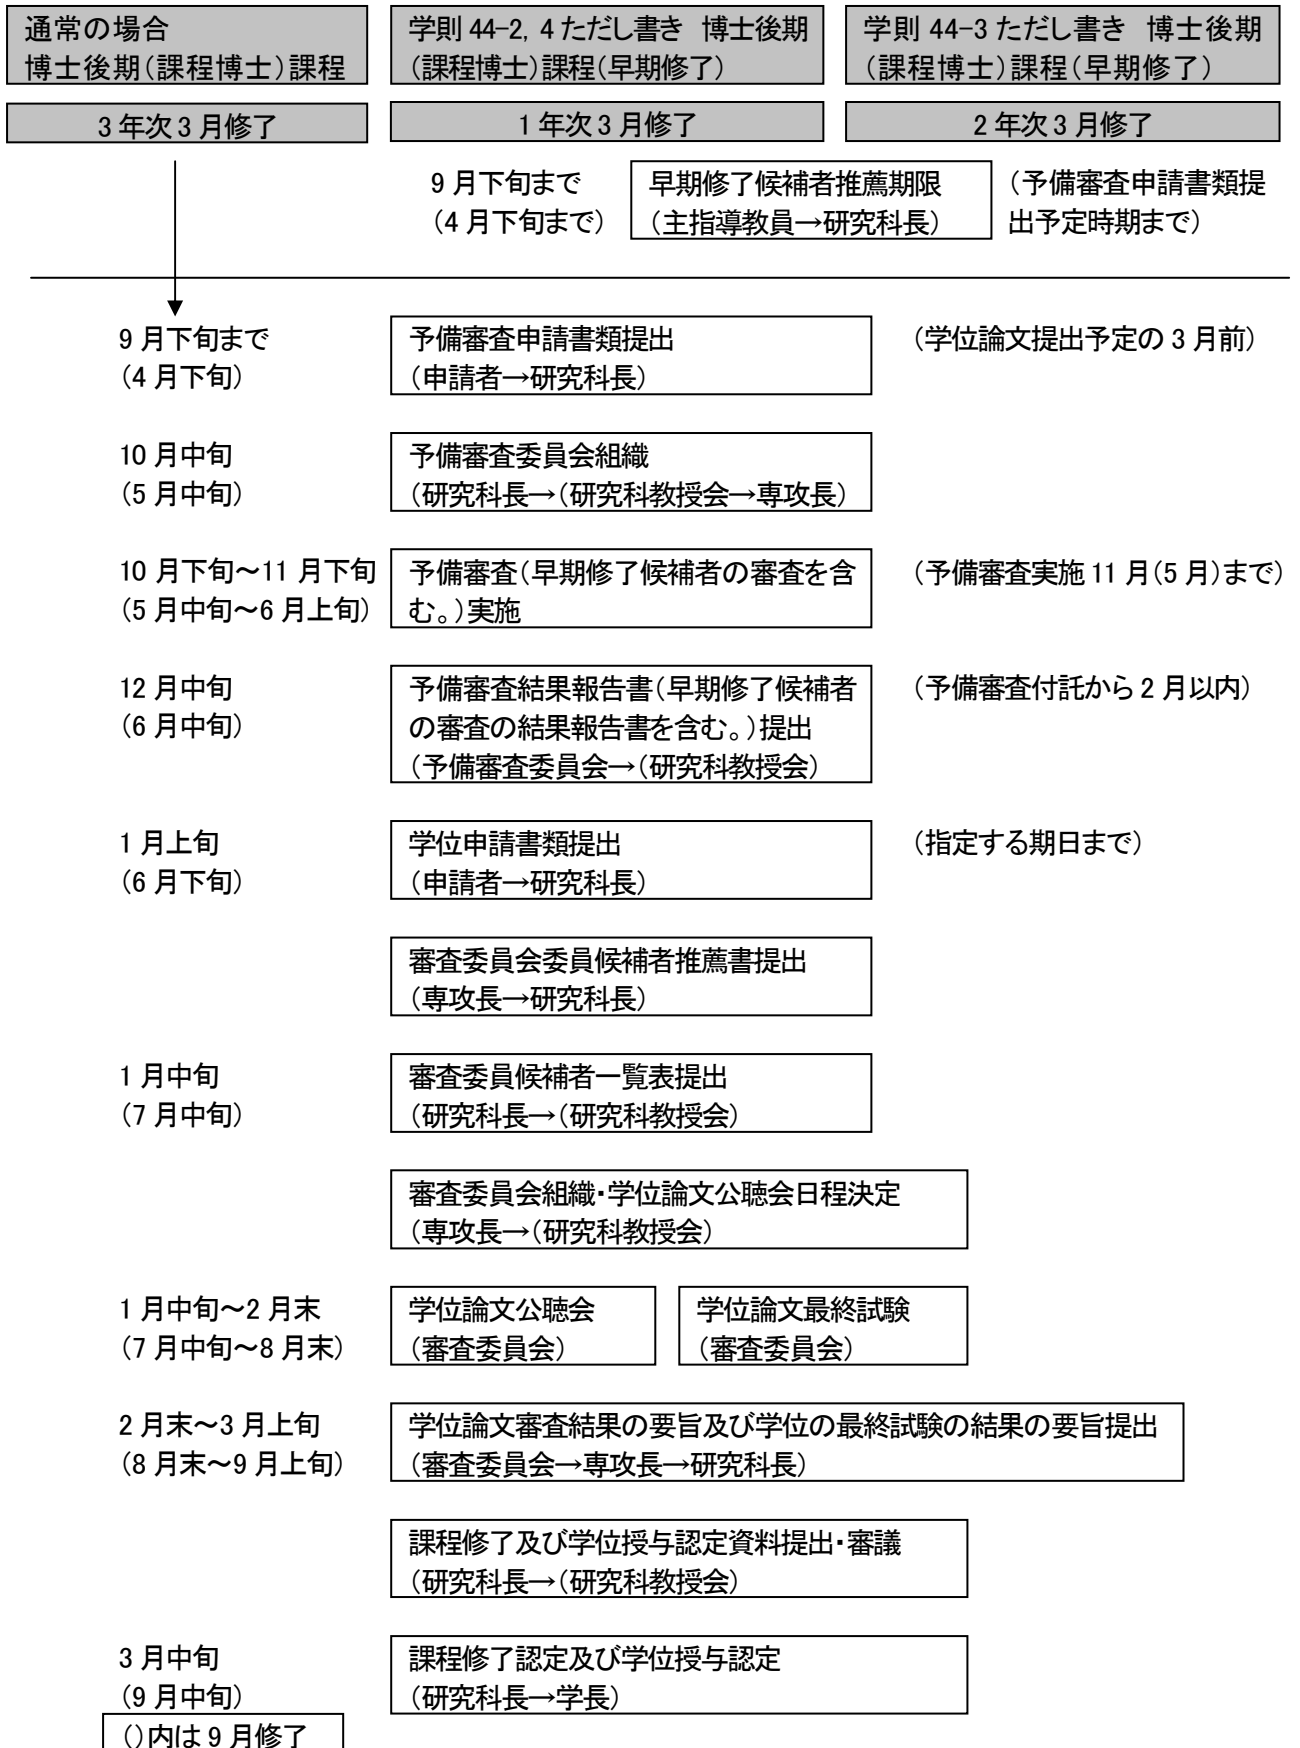 通常の場合
博士後期(課程博士)課程
学則 44-2, 4 ただし書き 博士後期
(課程博士)課程(早期修了)
学則 44-3 ただし書き 博士後期
(課程博士)課程(早期修了)
3 年次 3 月修了
1 年次 3 月修了
2 年次 3 月修了
9 月下旬まで
(4 月下旬まで)
早期修了候補者推薦期限
(主指導教員→研究科長)
(予備審査申請書類提
出予定時期まで)
9 月下旬まで
(4 月下旬)
予備審査申請書類提出
(申請者→研究科長)
(学位論文提出予定の 3 月前)
10 月中旬
(5 月中旬)
予備審査委員会組織
(研究科長→(研究科教授会→専攻長)
10 月下旬~11 月下旬
(5 月中旬~6 月上旬)
予備審査(早期修了候補者の審査を含
む。)実施
(予備審査実施 11 月(5 月)まで)
12 月中旬
(6 月中旬)
予備審査結果報告書(早期修了候補者
の審査の結果報告書を含む。)提出
(予備審査委員会→(研究科教授会)
(予備審査付託から 2 月以内)
1 月上旬
(6 月下旬)
学位申請書類提出
(申請者→研究科長)
(指定する期日まで)
審査委員会委員候補者推薦書提出
(専攻長→研究科長)
1 月中旬
(7 月中旬)
審査委員候補者一覧表提出
(研究科長→(研究科教授会)
審査委員会組織・学位論文公聴会日程決定
(専攻長→(研究科教授会)
1 月中旬~2 月末
(7 月中旬~8 月末)
学位論文公聴会
(審査委員会)
学位論文最終試験
(審査委員会)
2 月末~3 月上旬
(8 月末~9 月上旬)
学位論文審査結果の要旨及び学位の最終試験の結果の要旨提出
(審査委員会→専攻長→研究科長)
課程修了及び学位授与認定資料提出・審議
(研究科長→(研究科教授会)
3 月中旬
(9 月中旬)
課程修了認定及び学位授与認定
(研究科長→学長)
()内は 9 月修了